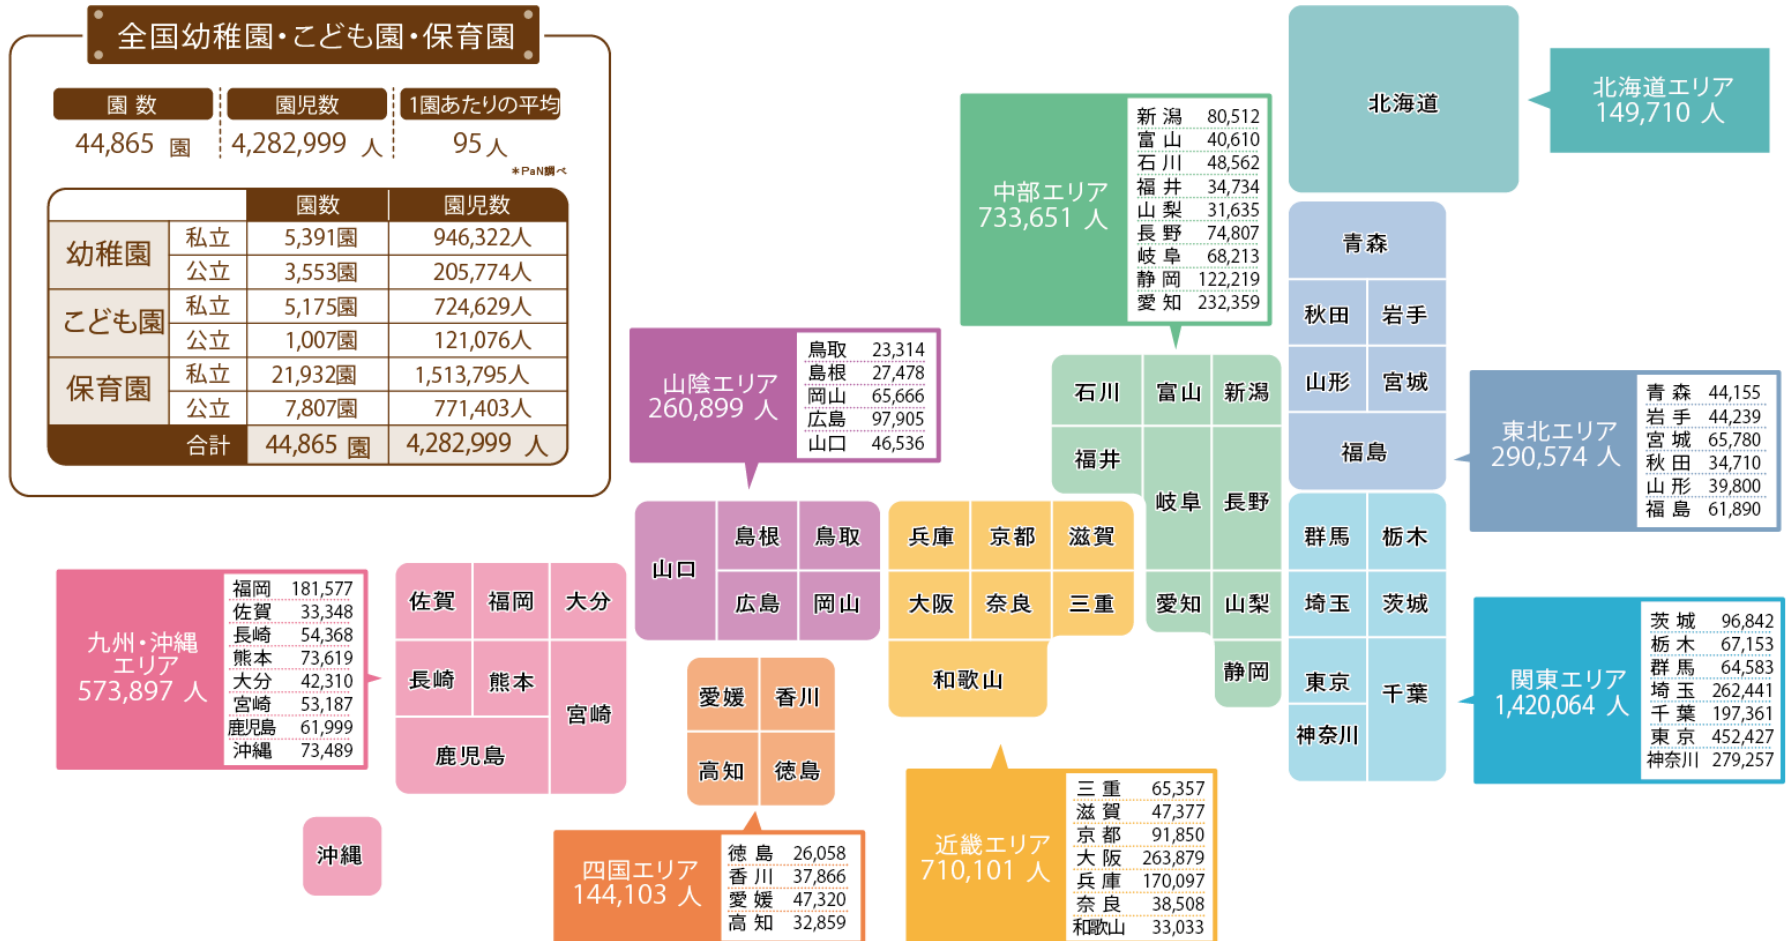 全国幼稚園・こども園・保育園
園 数 園児数 1園あたりの平均
44,865 園 4,282,999 人 95人
＊PaN調べ
園数 園児数
幼稚園 私立 5,391園 946,322人
公立 3,553園 205,774人
こども園 私立 5,175園 724,629人
公立 1,007園 121,076人
保育園 私立 21,932園 1,513,795人
公立 7,807園 771,403人
合計 44,865 園 4,282,999 人
北海道
北海道エリア
149,710 人
中部エリア
733,651 人
新潟 80,512
富山 40,610
石川 48,562
福井 34,734
山梨 31,635
長野 74,807
岐阜 68,213
静岡 122,219
愛知 232,359
山陰エリア
260,899 人
鳥取 23,314
島根 27,478
岡山 65,666
広島 97,905
山口 46,536
青森
秋田 岩手
山形 宮城
福島
東北エリア
290,574 人
青森 44,155
岩手 44,239
宮城 65,780
秋田 34,710
山形 39,800
福島 61,890
石川 富山 新潟
福井
岐阜 長野
愛知 山梨
静岡
群馬 栃木
埼玉 茨城
東京 千葉
神奈川
関東エリア
1,420,064 人
茨城 96,842
栃木 67,153
群馬 64,583
埼玉 262,441
千葉 197,361
東京 452,427
神奈川 279,257
山口 島根 鳥取
広島 岡山
兵庫 京都 滋賀
大阪 奈良 三重
和歌山
九州・沖縄
エリア
573,897 人
福岡 181,577
佐賀 33,348
長崎 54,368
熊本 73,619
大分 42,310
宮崎 53,187
鹿児島 61,999
沖縄 73,489
佐賀 福岡 大分
長崎 熊本 宮崎
鹿児島
沖縄
愛媛 香川
高知 徳島
四国エリア
144,103 人
徳島 26,058
香川 37,866
愛媛 47,320
高知 32,859
近畿エリア
710,101 人
三重 65,357
滋賀 47,377
京都 91,850
大阪 263,879
兵庫 170,097
奈良 38,508
和歌山 33,033